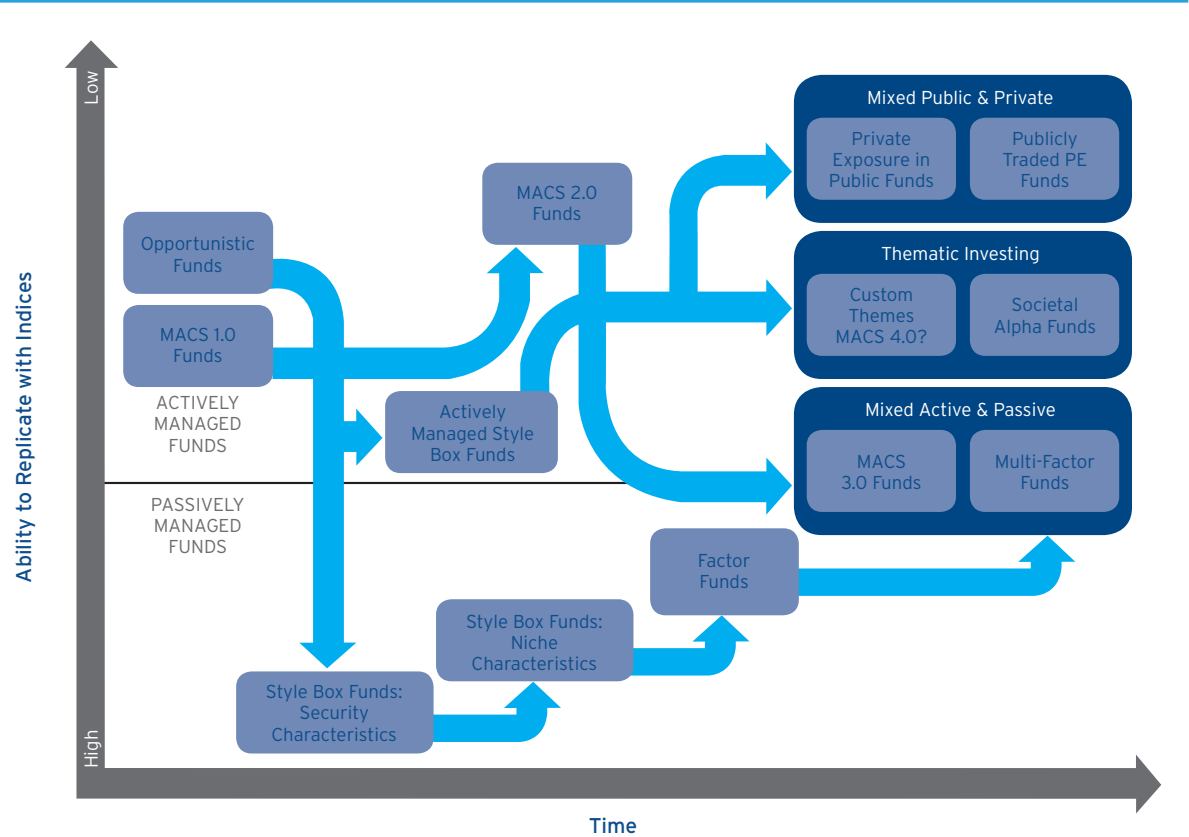 Ability to Replicate with Indices
Low
High
Opportunistic
Funds
MACS 1.0
Funds
ACTIVELY
MANAGED
FUNDS
PASSIVELY
MANAGED
FUNDS
MACS 2.0
Funds
Actively
Managed Style
Box Funds
Style Box Funds:
Security
Characteristics
Style Box Funds:
Niche
Characteristics
Factor
Funds
Mixed Public & Private
Private
Exposure in
Public Funds
Publicly
Traded PE
Funds
Thematic Investing
Custom
Themes
MACS 4.0?
Societal
Alpha Funds
Mixed Active & Passive
MACS
3.0 Funds
Multi-Factor
Funds
Time